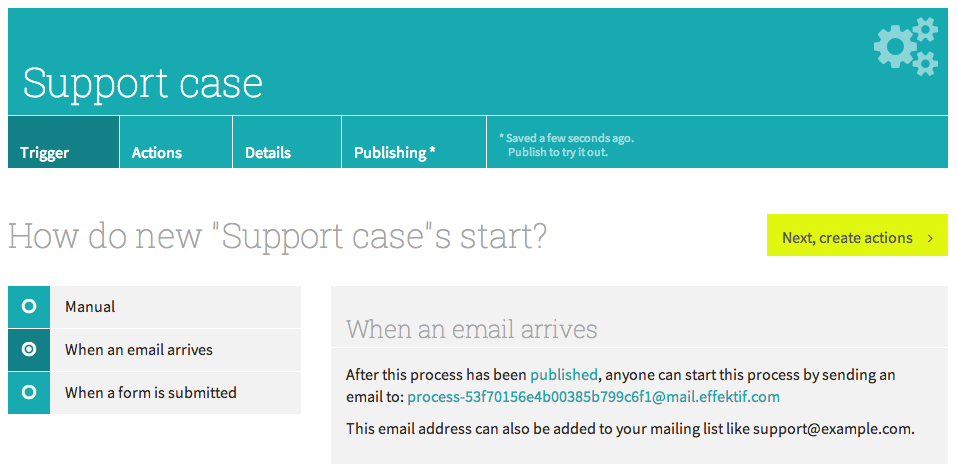 Support case
Trigger
Actions
Details
Publishing *
* Saved a few seconds ago.
Publish to try it out.
How do new "Support case"s start?
Next, create actions >
Manual
When an email arrives
When a form is submitted
When an email arrives
After this process has been published, anyone can start this process by sending an
email to: process-53f70156e4b00385b799c6f1@mail.effektif.com
This email address can also be added to your mailing list like support@example.com.